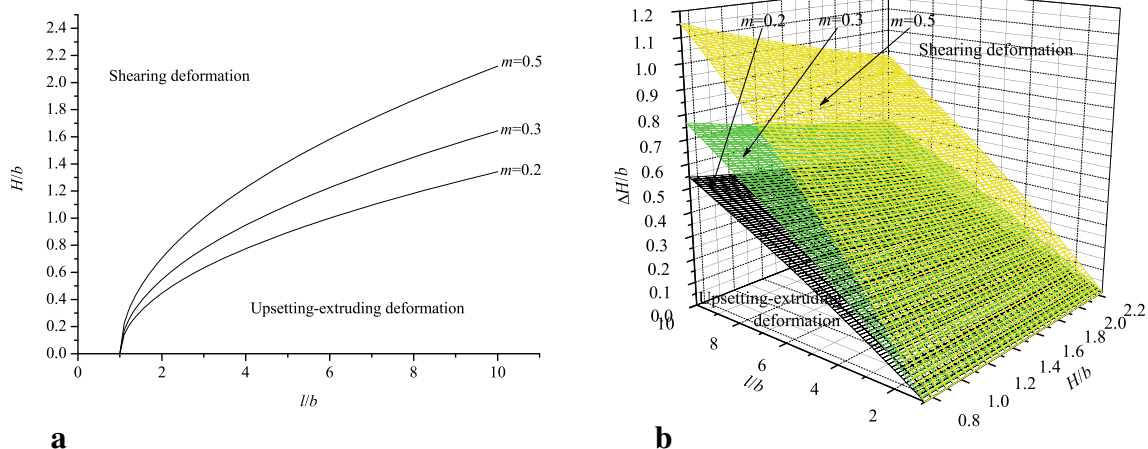 2.4
2.2
2.0
1.8
1.6
1.4
1.2
1.0
0.8
0.6
0.4
0.2
0.0
H/b
Shearing deformation
m=0.5
m=0.3
m=0.2
Upsetting-extruding deformation
0
2
4
6
8
10
l/b
a
1.2
1.1
1.0
0.9
0.8
0.7
0.6
0.5
0.4
0.3
0.2
0.1
0.0
ΔH/b
m=0.2
m=0.3
m=0.5
Shearing deformation
Upsetting-extruding
deformation
10
8
6
4
2
l/b
0.8
1.0
1.2
1.4
1.6
1.8
2.0
2.2
H/b
b